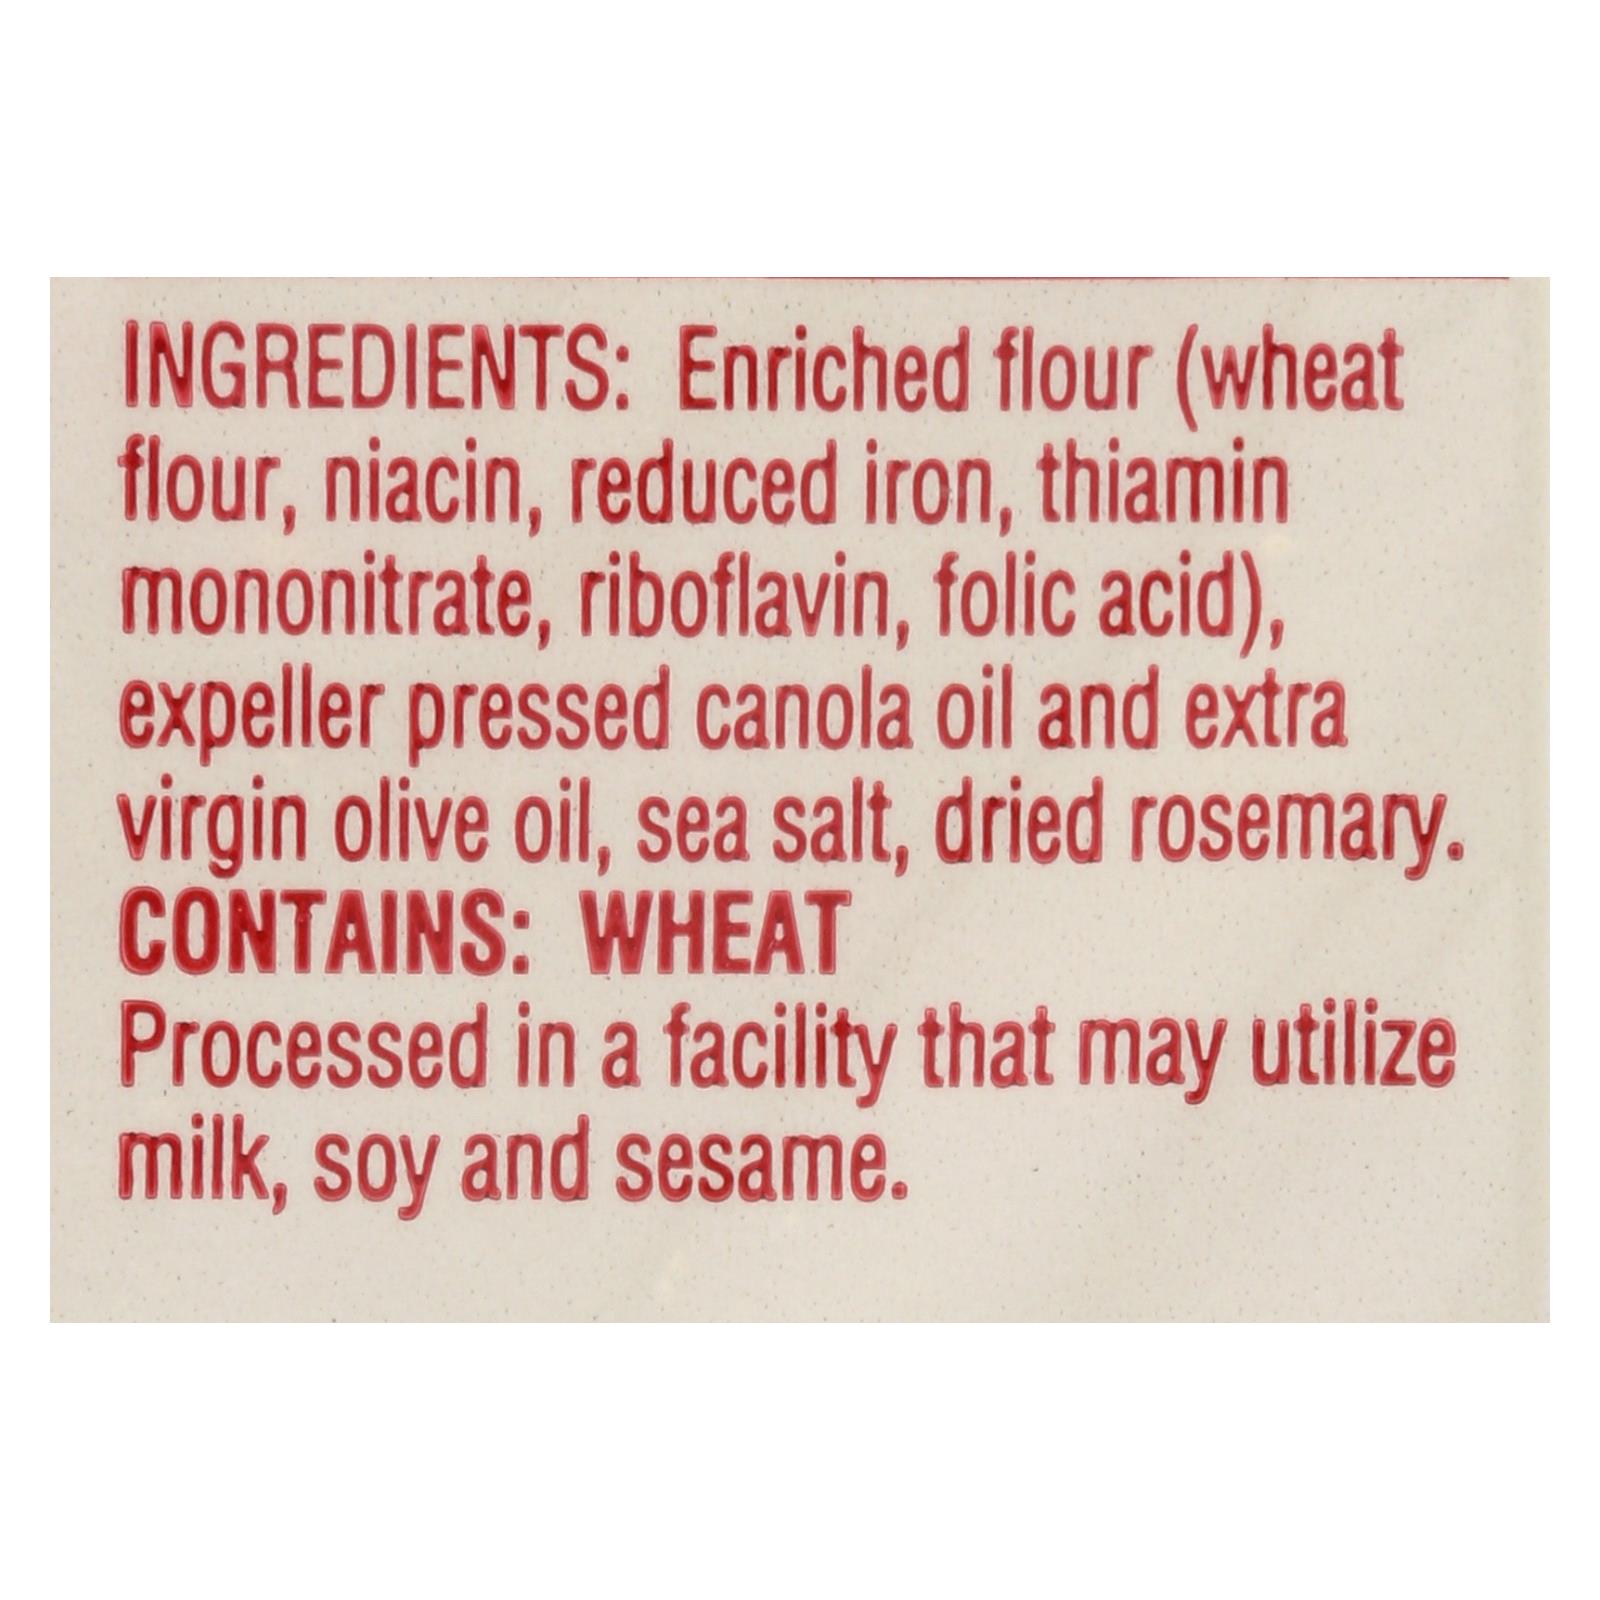 INGREDIENTS: Enriched flour (wheat
flour, niacin, reduced iron, thiamin
mononitrate, riboflavin, folic acid),
expeller pressed canola oil and extra
virgin olive oil, sea salt, dried rosemary.
CONTAINS: WHEAT
Processed in a facility that may utilize
milk, soy and sesame.